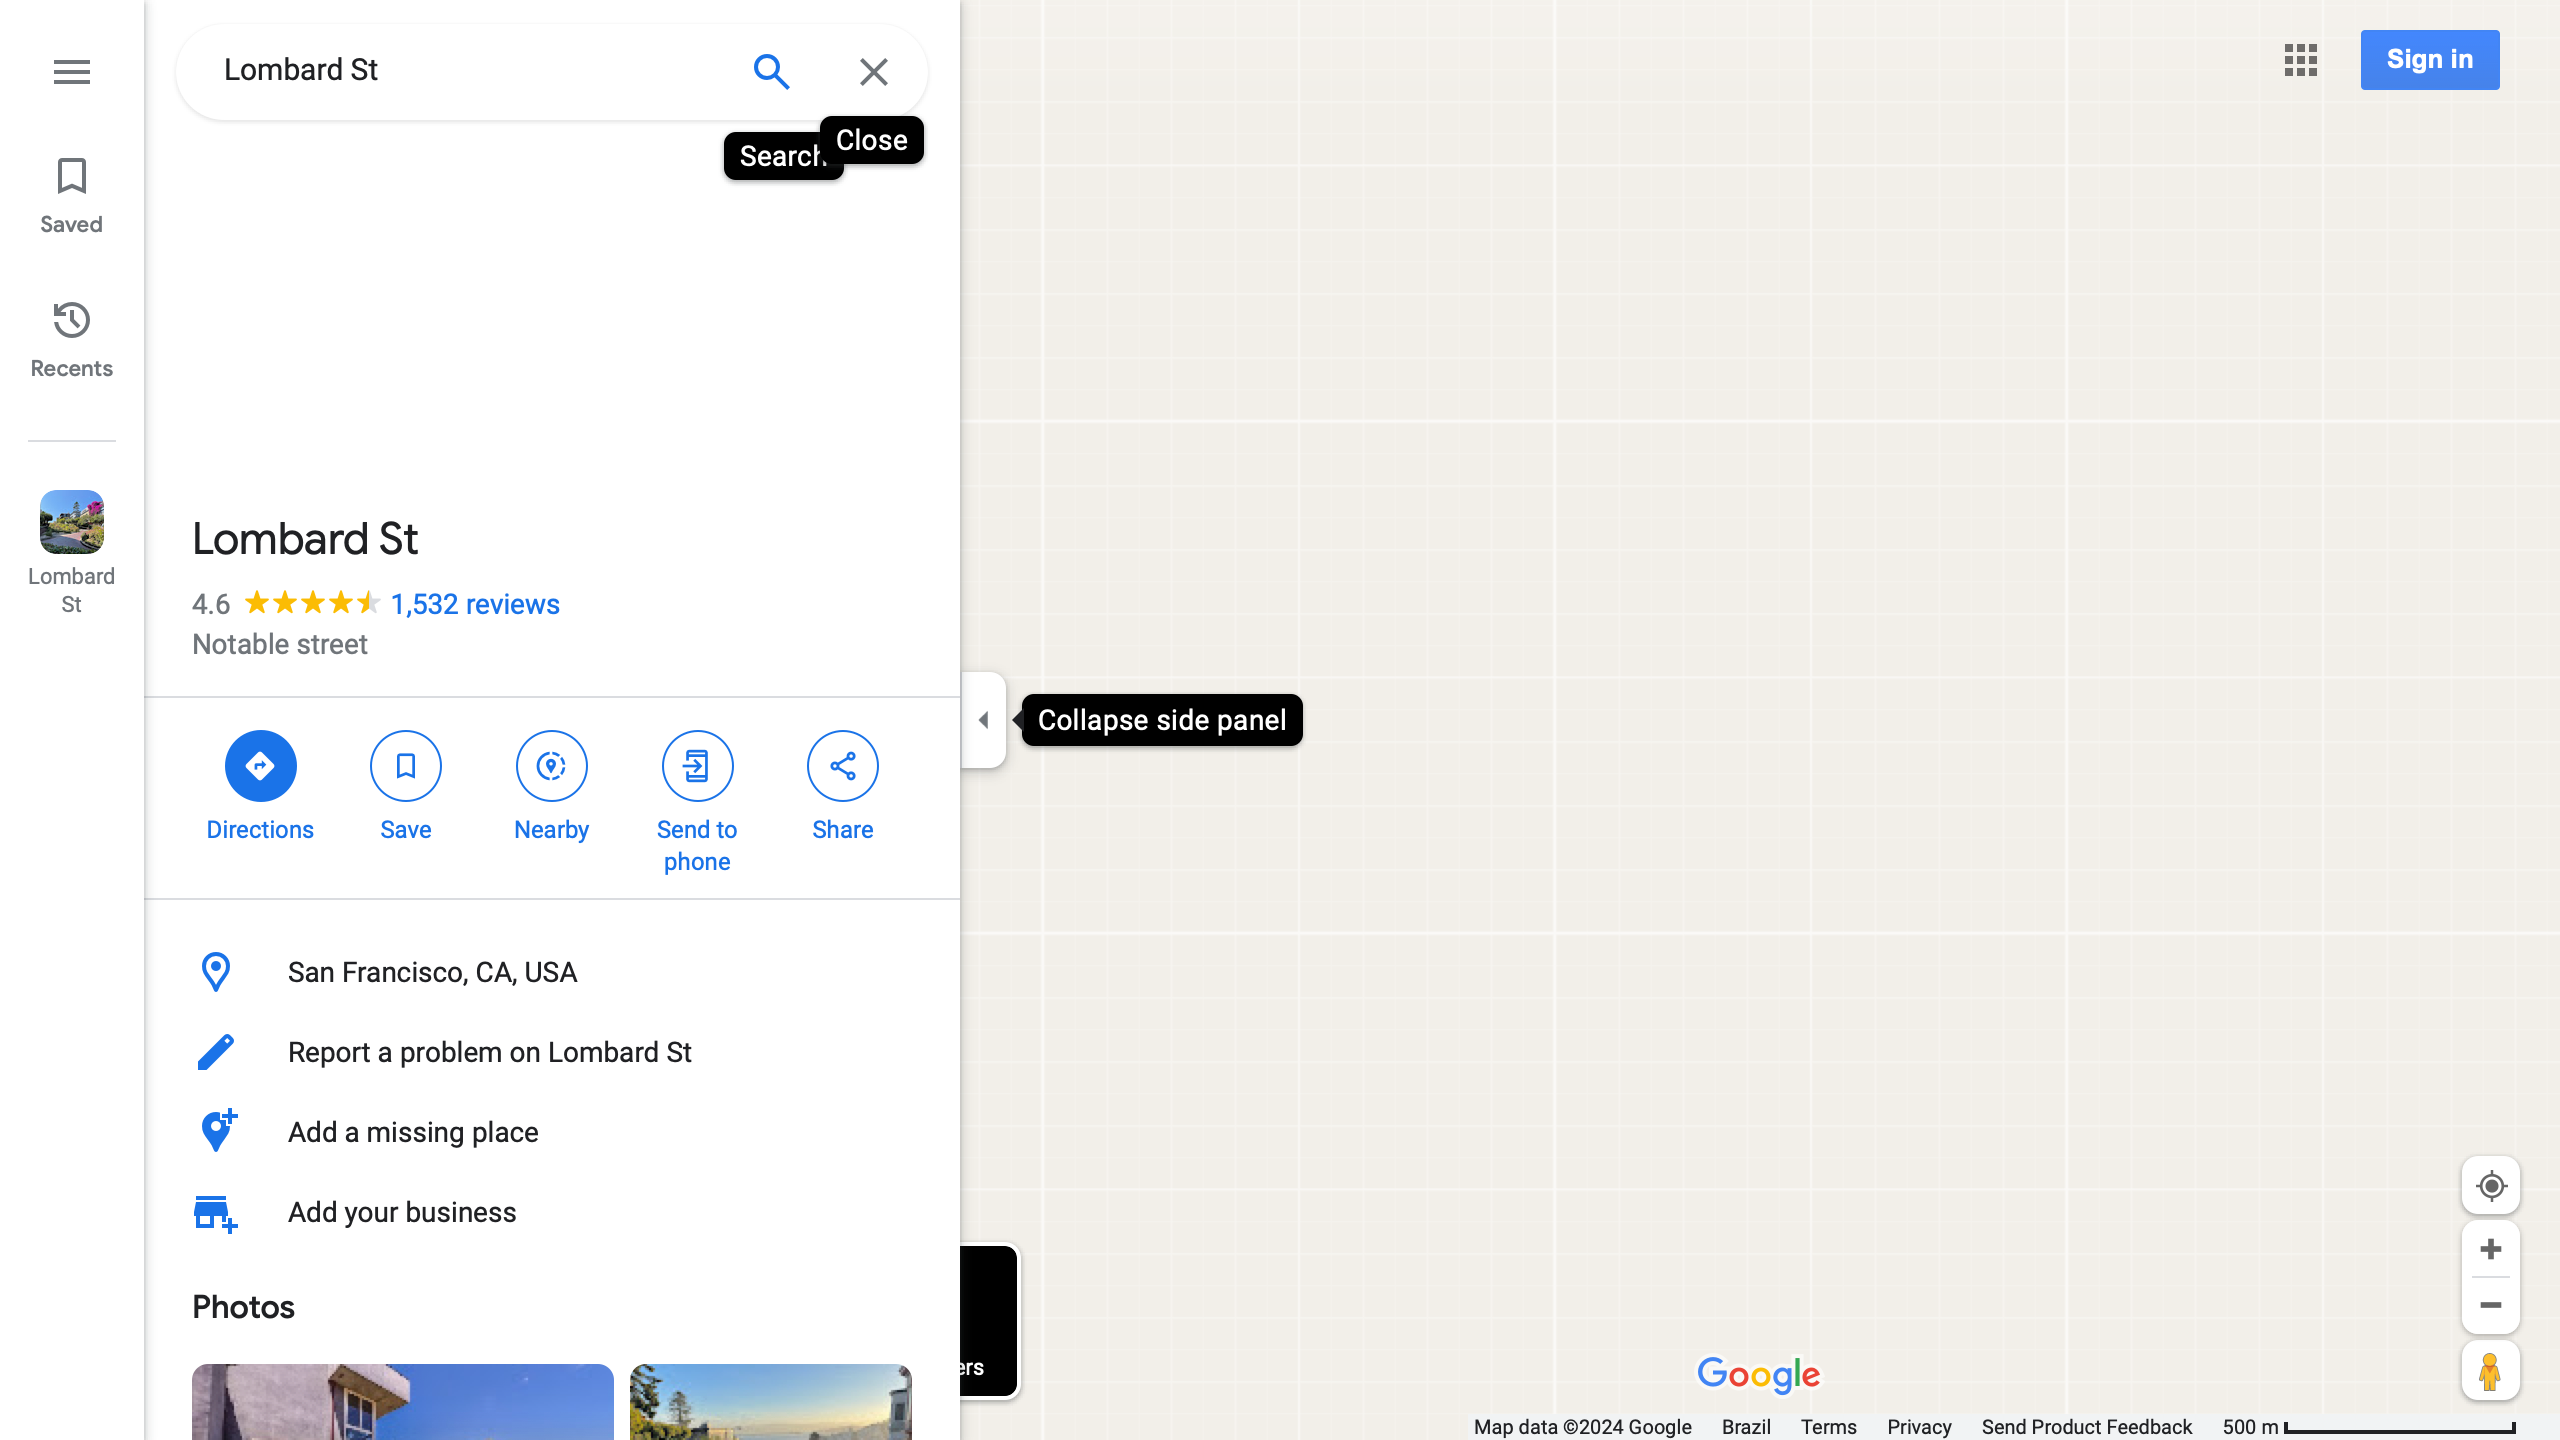 Lombard St
Search
Close
Sign in
Saved
Recents
Lombard
St
Lombard St
4.6 1,532 reviews
Notable street
Collapse side panel
Directions
Save
Nearby
Send to
phone
Share
San Francisco, CA, USA
Report a problem on Lombard St
Add a missing place
Add your business
Photos
Google
Map data ©2024 Google Brazil Terms Privacy Send Product Feedback 500 m